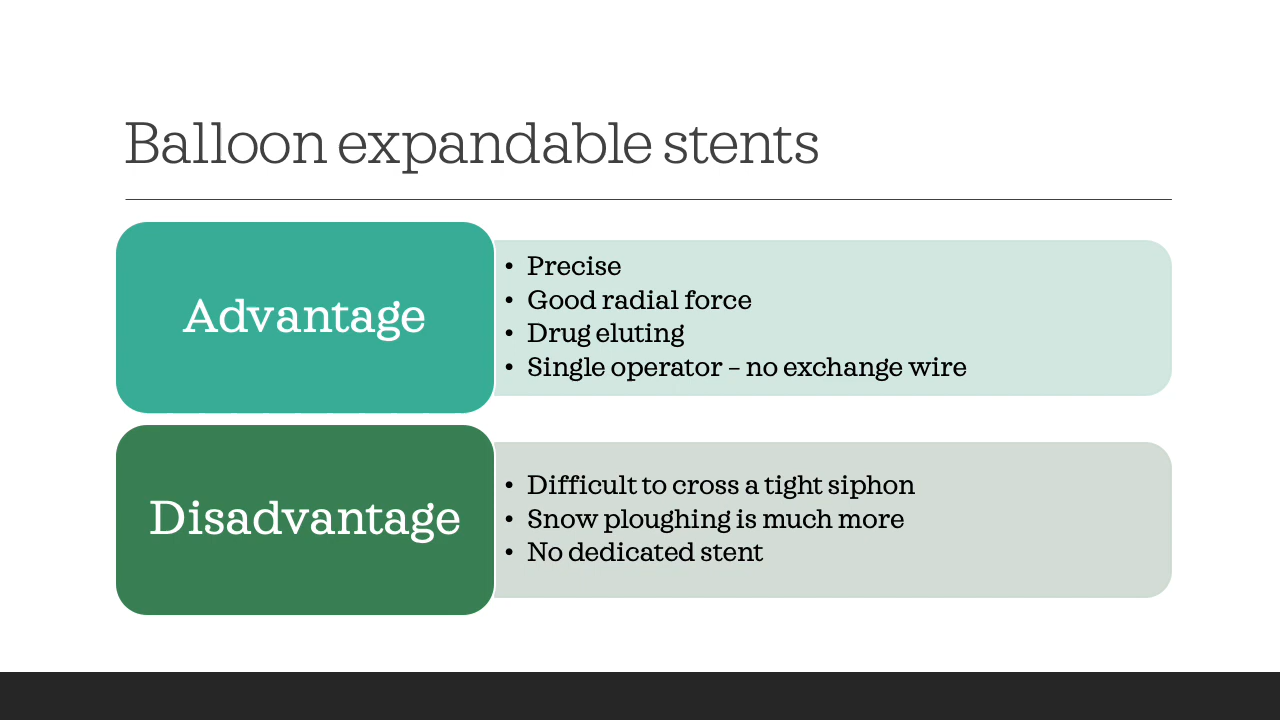 Balloon expandable stents
Advantage
• Precise
• Good radial force
• Drug eluting
• Single operator – no exchange wire
Disadvantage
• Difficult to cross a tight siphon
• Snow ploughing is much more
• No dedicated stent